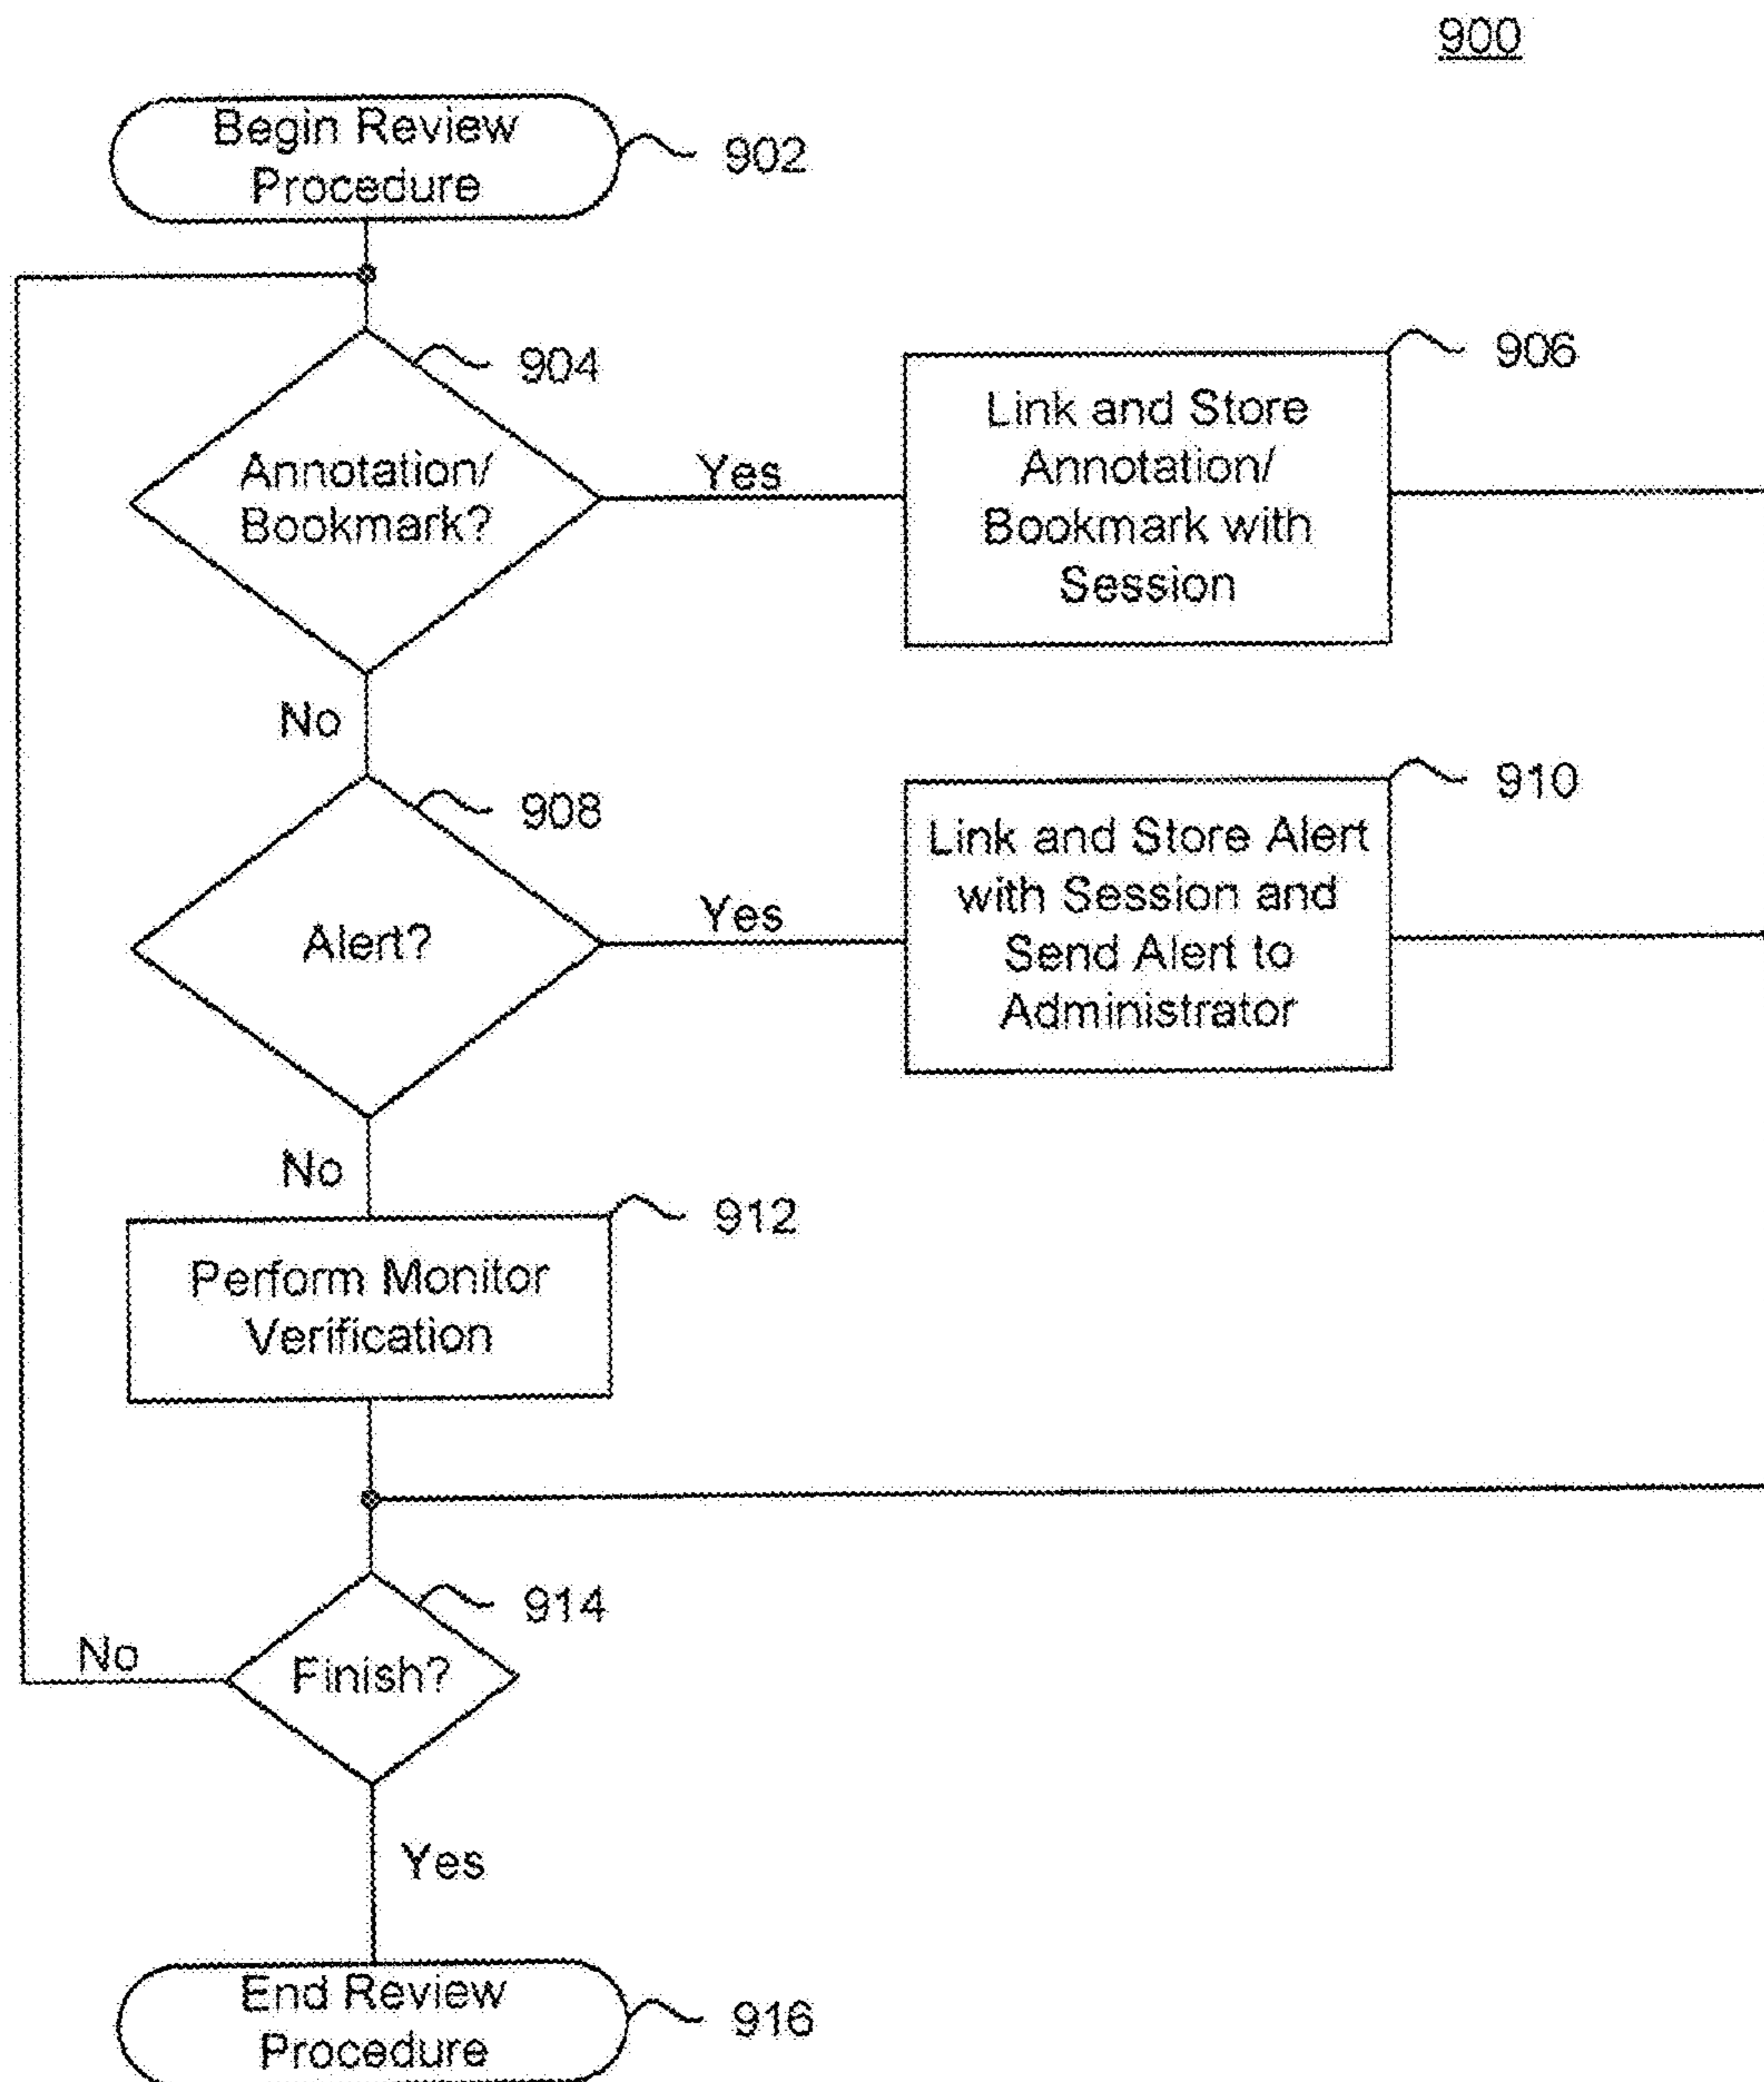 900
Begin Review
Procedure
902
904
Annotation/
Bookmark?
Yes
906
Link and Store
Annotation/
Bookmark with
Session
No
908
Alert?
Yes
910
Link and Store Alert
with Session and
Send Alert to
Administrator
No
912
Perform Monitor
Verification
914
Finish?
No
Yes
End Review
Procedure
916